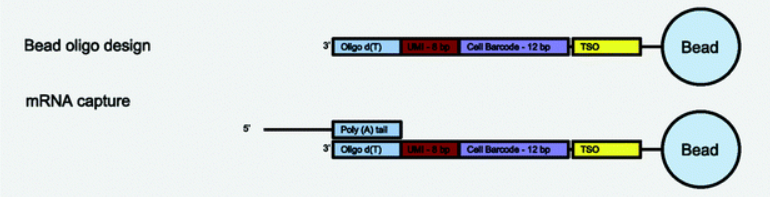 Bead oligo design
3' Oligo d(T) UMI - 8 bp Cell Barcode - 12 bp TSO Bead
mRNA capture
5' Poly (A) tail
3' Oligo d(T) UMI - 8 bp Cell Barcode - 12 bp TSO Bead